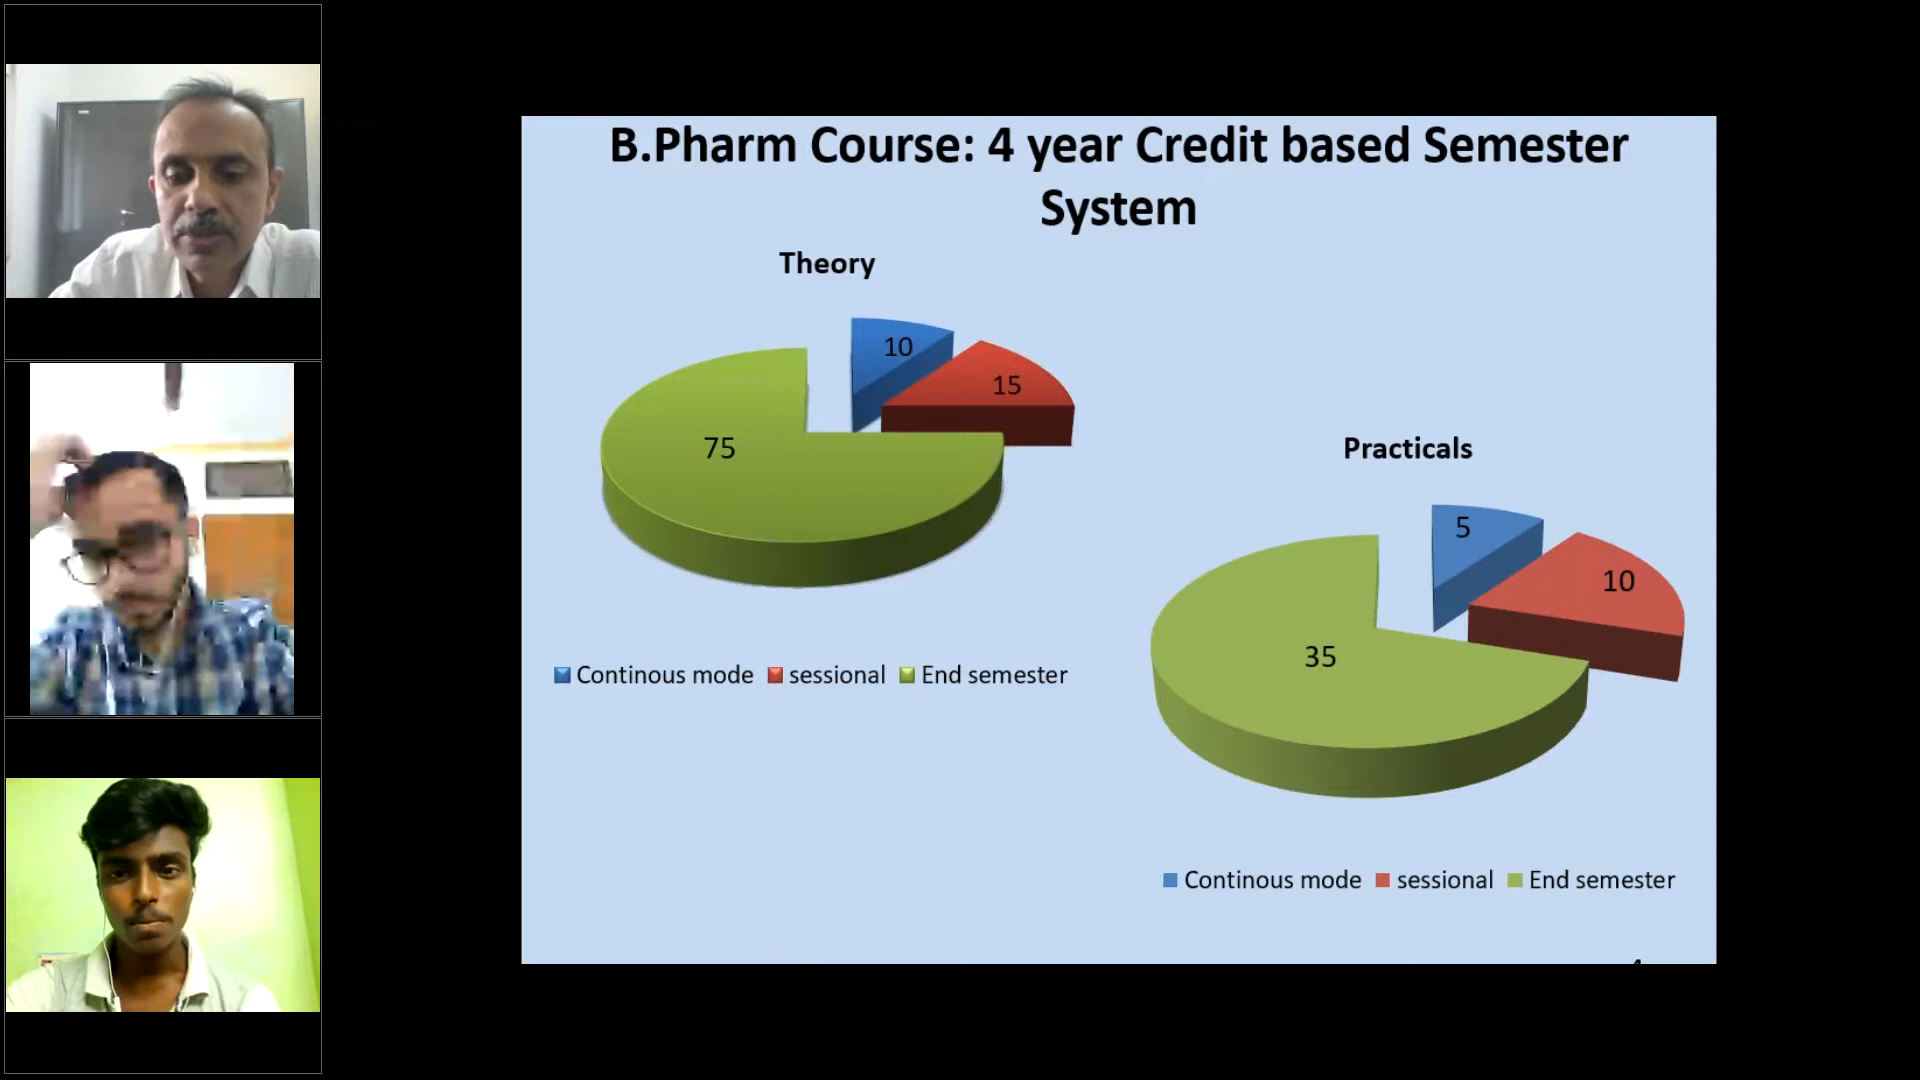 B.Pharm Course: 4 year Credit based Semester
System
Theory
10
15
75
Continous mode sessional End semester
Practicals
5
10
35
Continous mode sessional End semester